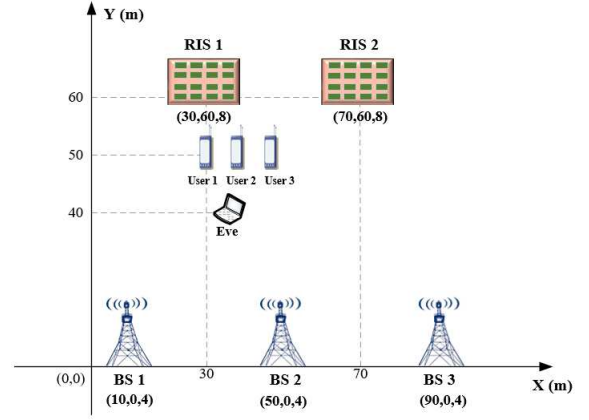 Y (m)
RIS 1
RIS 2
60
(30,60,8)
(70,60,8)
50
User 1
User 2
User 3
40
Eve
(0,0)
30
70
BS 1
BS 2
BS 3
X (m)
(10,0,4)
(50,0,4)
(90,0,4)